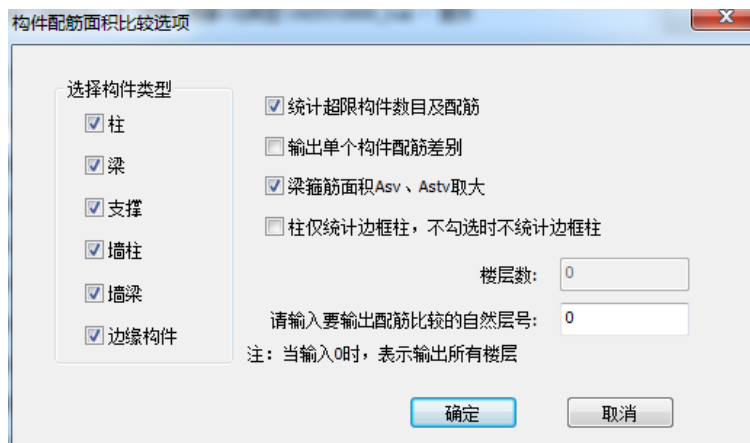 构件配筋面积比较选项
选择构件类型
柱
梁
支撑
墙柱
墙梁
边缘构件
统计超限构件数目及配筋
输出单个构件配筋差别
梁箍筋面积Asv、Astv取大
柱仅统计边框柱，不勾选时不统计边框柱
楼层数: 0
请输入要输出配筋比较的自然层号: 0
注：当输入0时，表示输出所有楼层
确定 取消